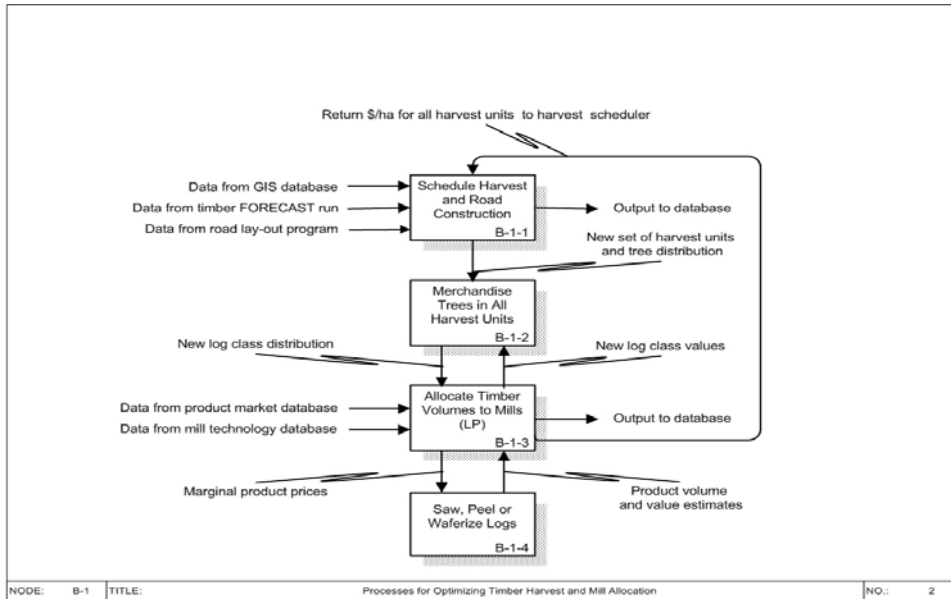 Return $/ha for all harvest units to harvest scheduler
Data from GIS database
Data from timber FORECAST run
Data from road lay-out program
Schedule Harvest
and Road
Construction
B-1-1
Output to database
New set of harvest units
and tree distribution
Merchandise
Trees in All
Harvest Units
B-1-2
New log class distribution
New log class values
Data from product market database
Data from mill technology database
Allocate Timber
Volumes to Mills
(LP)
B-1-3
Output to database
Marginal product prices
Product volume
and value estimates
Saw, Peel or
Waferize Logs
B-1-4
NODE: B-1 TITLE: Processes for Optimizing Timber Harvest and Mill Allocation NO.: 2